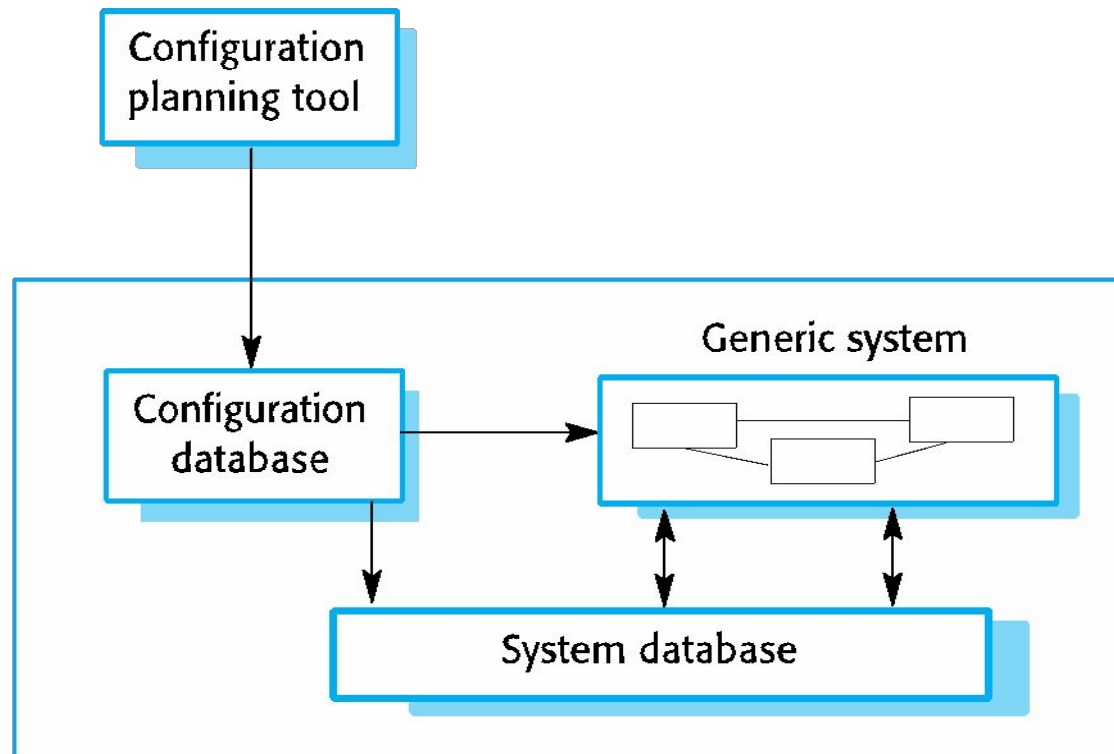 Configuration
planning tool
Generic system
Configuration
database
System database